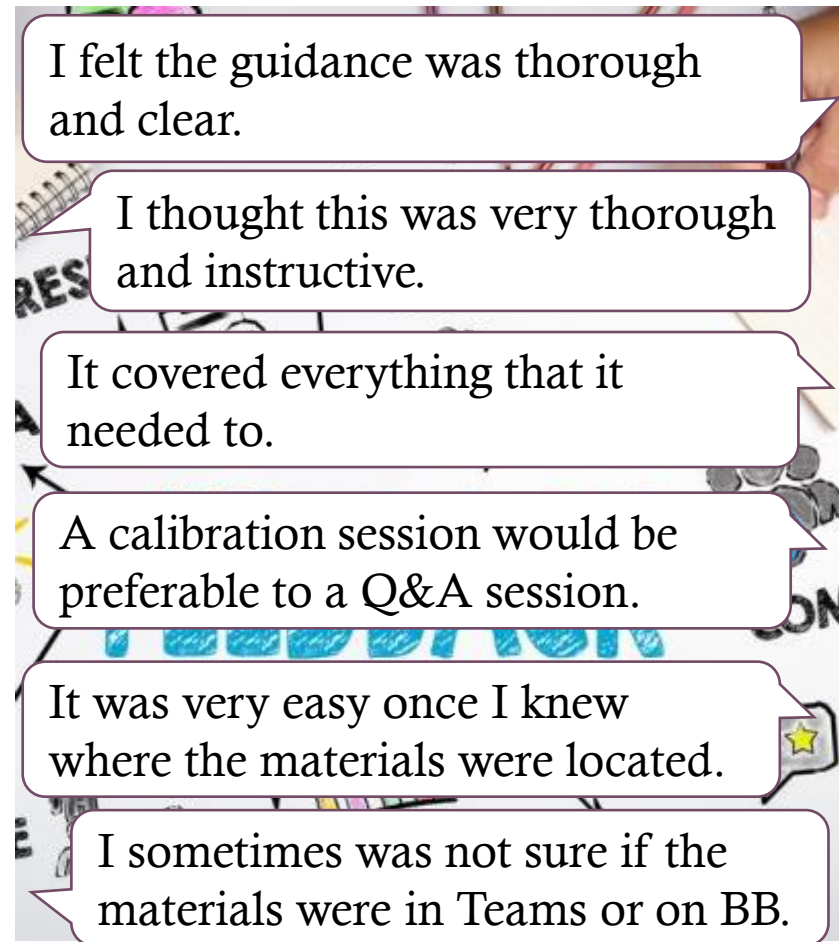 I felt the guidance was thorough
and clear.
I thought this was very thorough
and instructive.
RES
It covered everything that it
needed to.
A calibration session would be
preferable to a Q&A session.
CON
It was very easy once I knew
where the materials were located.
I sometimes was not sure if the
materials were in Teams or on BB.